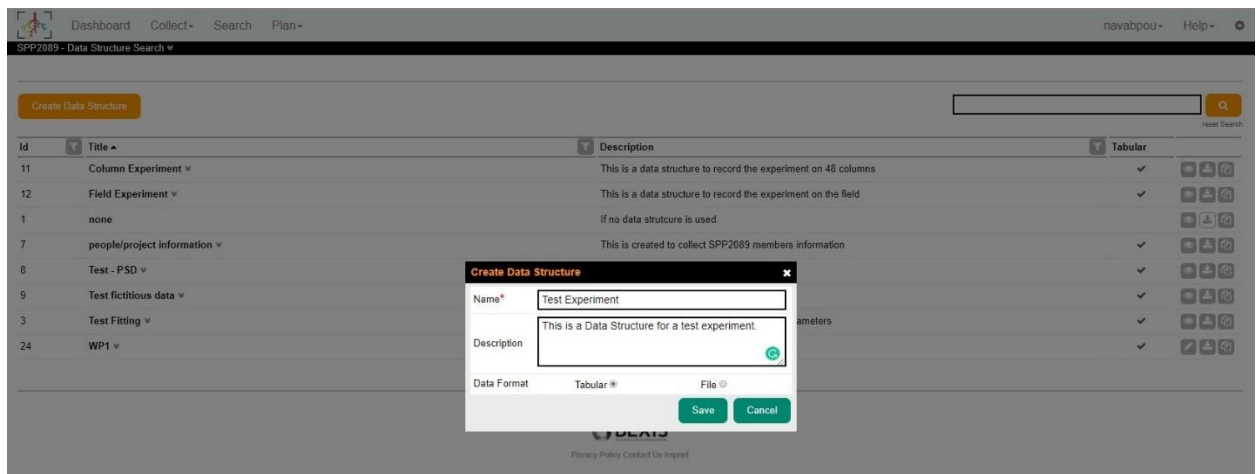 Dashboard Collect Search Plan navabpou Help
SPP2089 - Data Structure Search
Create Data Structure
reset Search
Id Title Description Tabular
11 Column Experiment This is a data structure to record the experiment on 48 columns
12 Field Experiment This is a data structure to record the experiment on the field
1 none If no data strutcure is used.
7 people/project information This is created to collect SPP2089 members information
8 Test - PSD
9 Test fictitious data
3 Test Fitting ameters
24 WP1
Create Data Structure
Name* Test Experiment
Description This is a Data Structure for a test experiment.
Data Format Tabular File
Save Cancel
BEXIS
Privacy Policy Contact Us Imprint